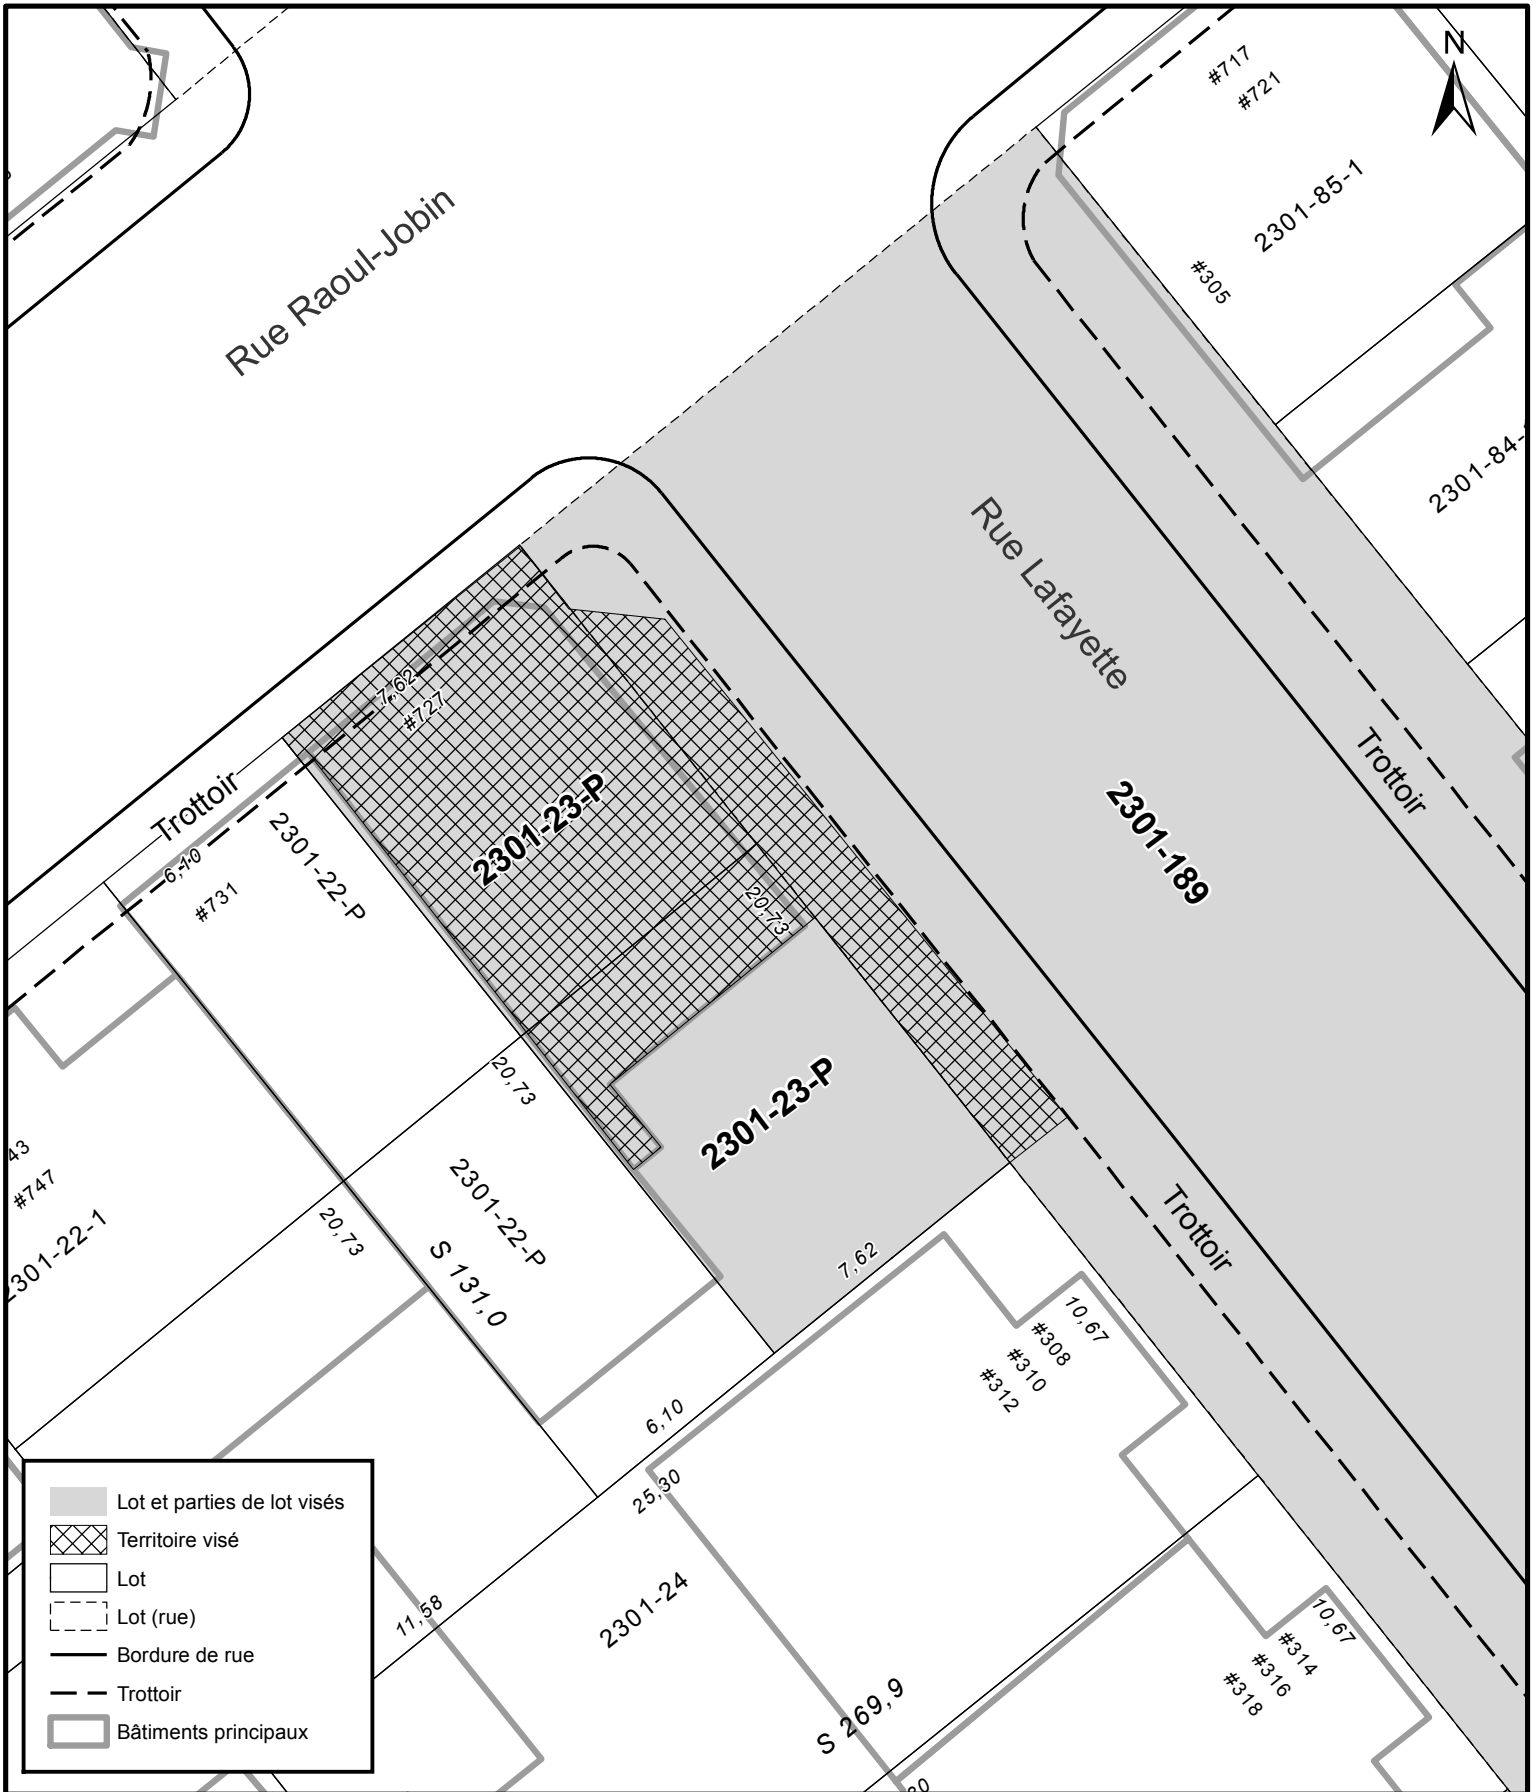 N
#717
#721
2301-85-1
#305
Rue Raoul-Jobin
2301-84-
Rue Lafayette
7,62
#727
2301-23-P
Trottoir
Trottoir
2301-189
2301-22-P
6,10
#731
20,73
2301-23-P
20,73
43
#747
2301-22-1
20,73
2301-22-P
S 131,0
Trottoir
7,62
10,67
#308
#310
#312
6,10
25,30
11,58
2301-24
S 269,9
10,67
#314
#316
#318
Lot et parties de lot visés
Territoire visé
Lot
Lot (rue)
Bordure de rue
Trottoir
Bâtiments principaux